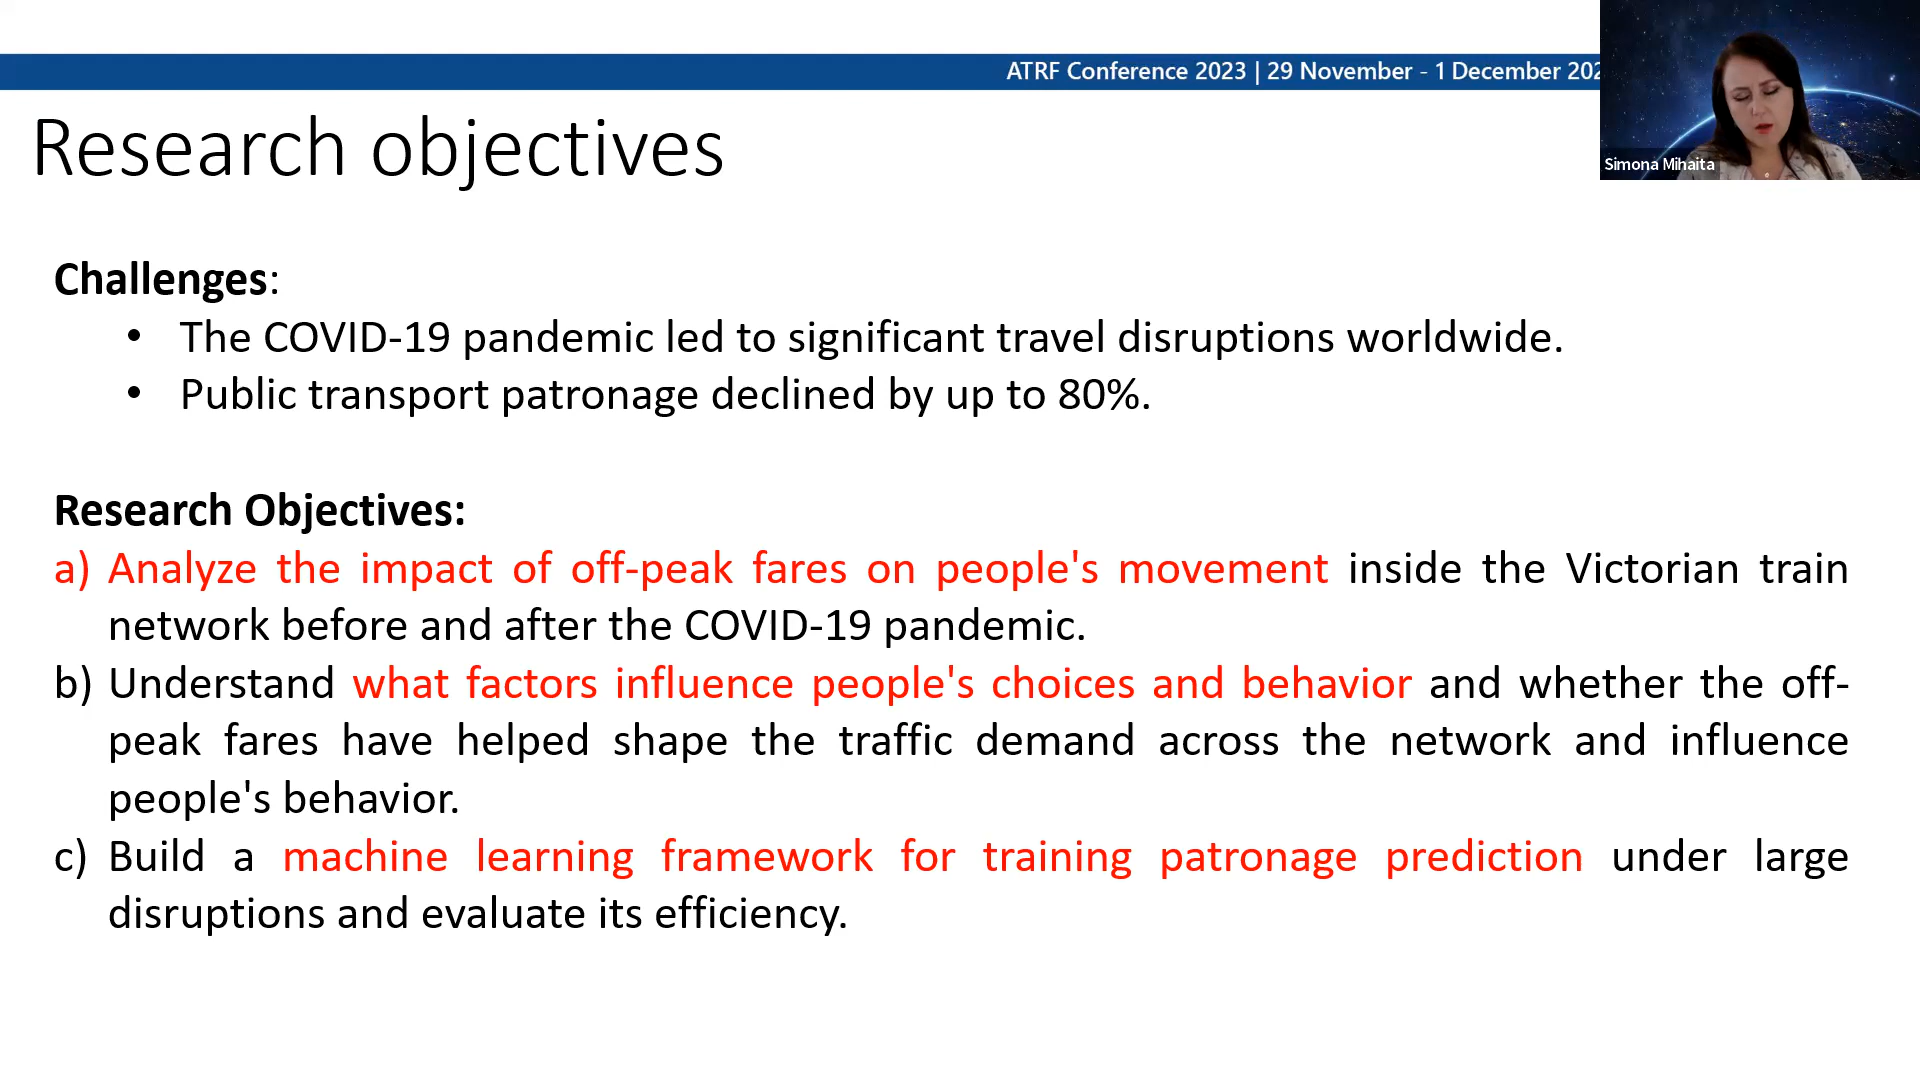 ATRF Conference 2023 | 29 November - 1 December 202
Simona Mihaita
Research objectives
Challenges:
• The COVID-19 pandemic led to significant travel disruptions worldwide.
• Public transport patronage declined by up to 80%.
Research Objectives:
a) Analyze the impact of off-peak fares on people's movement inside the Victorian train
network before and after the COVID-19 pandemic.
b) Understand what factors influence people's choices and behavior and whether the off-
peak fares have helped shape the traffic demand across the network and influence
people's behavior.
c) Build a machine learning framework for training patronage prediction under large
disruptions and evaluate its efficiency.